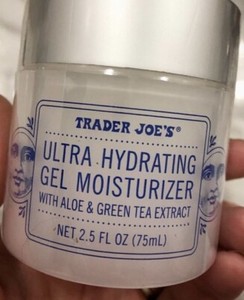 TRADER JOE'S®
ULTRA HYDRATING
GEL MOISTURIZER
WITH ALOE & GREEN TEA EXTRACT
NET 2.5 FL OZ (75mL)